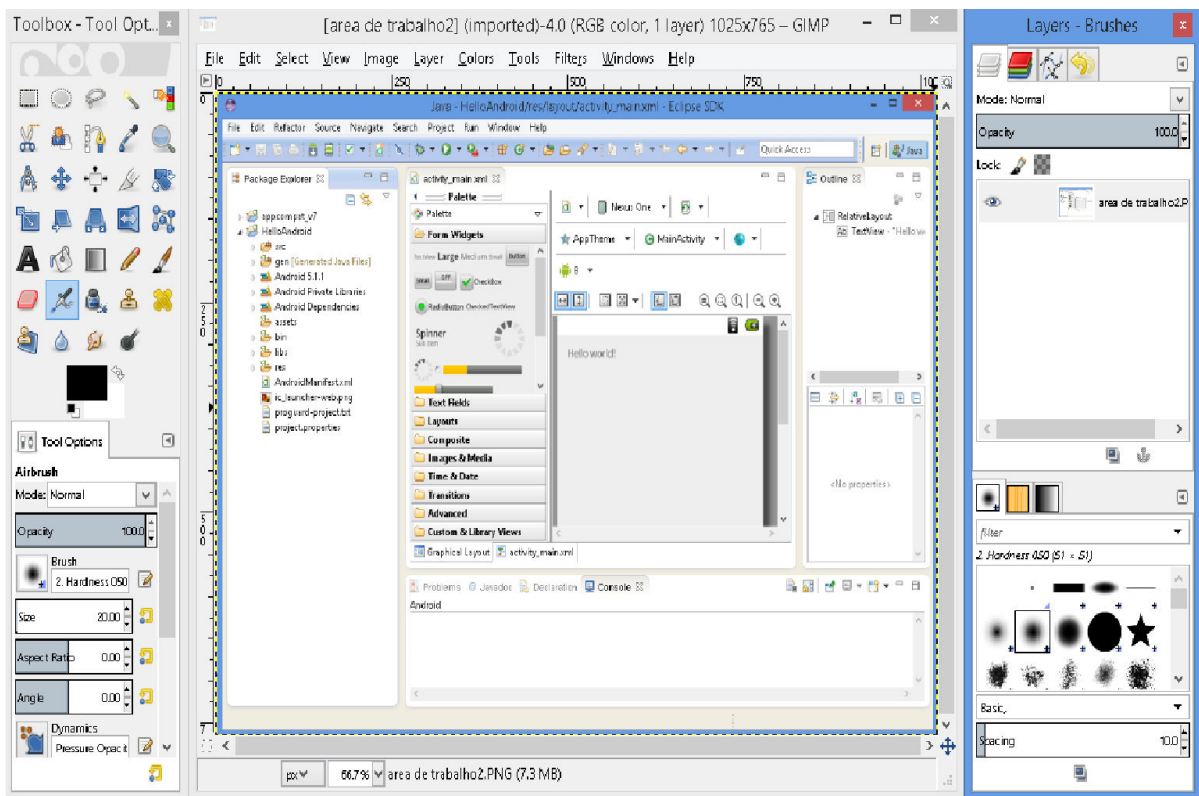 Toolbox - Tool Opt...
[area de trabalho2] (imported)-4.0 (RGB color, 1 layer) 1025x765 – GIMP
Layers - Brushes
File Edit Select View Image Layer Colors Tools Filters Windows Help
0 250 500 750
Java - HelloAndroid/res/layout/activity_main.xml - Eclipse SDK
File Edit Refactor Source Navigate Search Project Run Window Help
Quick Access
Java
Package Explorer
appcompat_v7
HelloAndroid
src
gen [Generated Java Files]
Android 5.1.1
Android Private Libraries
Android Dependencies
assets
bin
libs
res
AndroidManifest.xml
ic_launcher-web.png
proguard-project.txt
project.properties
activity_main.xml
Palette
Palette
Form Widgets
Large Medium Small Button
Small OFF CheckBox
RadioButton CheckedTextView
Spinner
Sub Item
Text Fields
Layouts
Composite
Images & Media
Time & Date
Transitions
Advanced
Custom & Library Views
Graphical Layout activity_main.xml
Nexus One
AppTheme MainActivity
8
Hello world!
Outline
RelativeLayout
TextView - "Hello w
<No properties>
Problems @ Javadoc Declaration Console
Android
px 66.7% area de trabalho2.PNG (7.3 MB)
Tool Options
Airbrush
Mode: Normal
Opacity 100.0
Brush
2. Hardness 050
Size 20.00
Aspect Ratio 0.00
Angle 0.00
Dynamics
Pressure Opacit
Mode: Normal
Opacity 100.0
Lock:
area de trabalho2.P
filter
2. Hardness 050 (51 × 51)
Basic,
Spacing 10.0